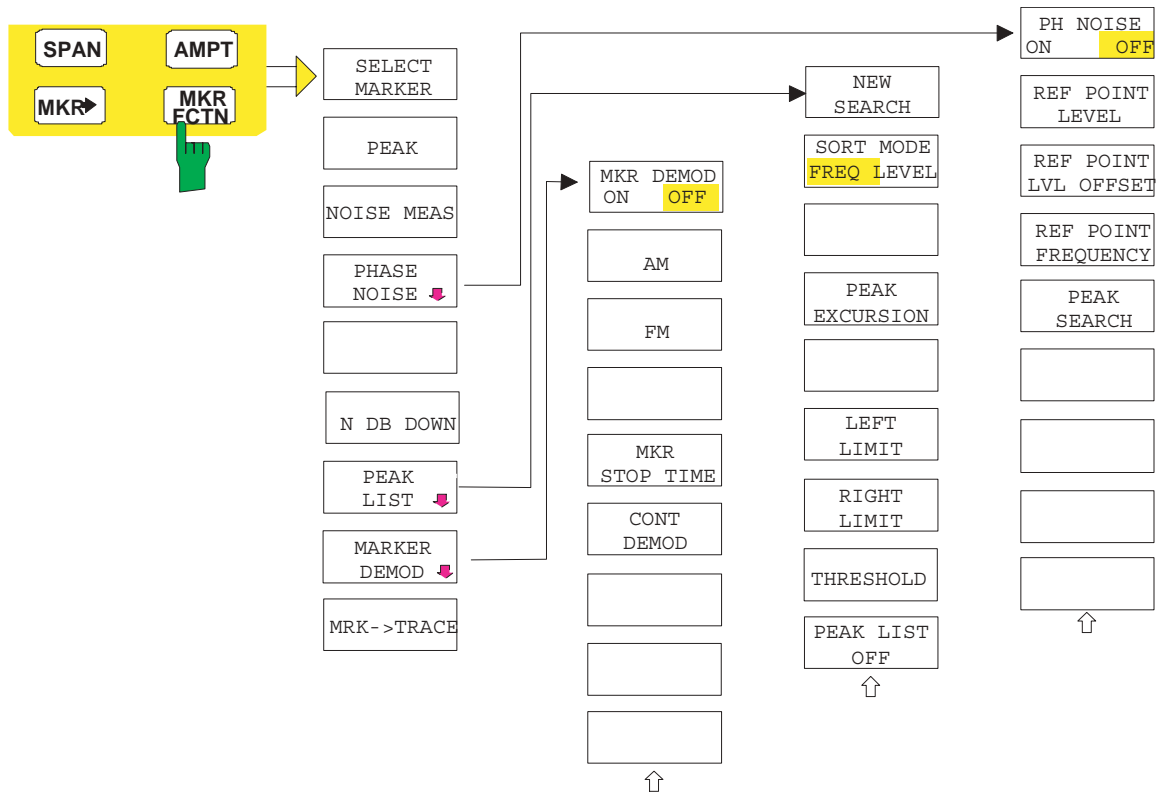 SPAN
AMPT
MKR
MKR
FCTN
SELECT
MARKER
PEAK
NOISE MEAS
PHASE
NOISE
N DB DOWN
PEAK
LIST
MARKER
DEMOD
MRK->TRACE
MKR DEMOD
ON OFF
AM
FM
MKR
STOP TIME
CONT
DEMOD
NEW
SEARCH
SORT MODE
FREQ LEVEL
PEAK
EXCURSION
LEFT
LIMIT
RIGHT
LIMIT
THRESHOLD
PEAK LIST
OFF
PH NOISE
ON OFF
REF POINT
LEVEL
REF POINT
LVL OFFSET
REF POINT
FREQUENCY
PEAK
SEARCH